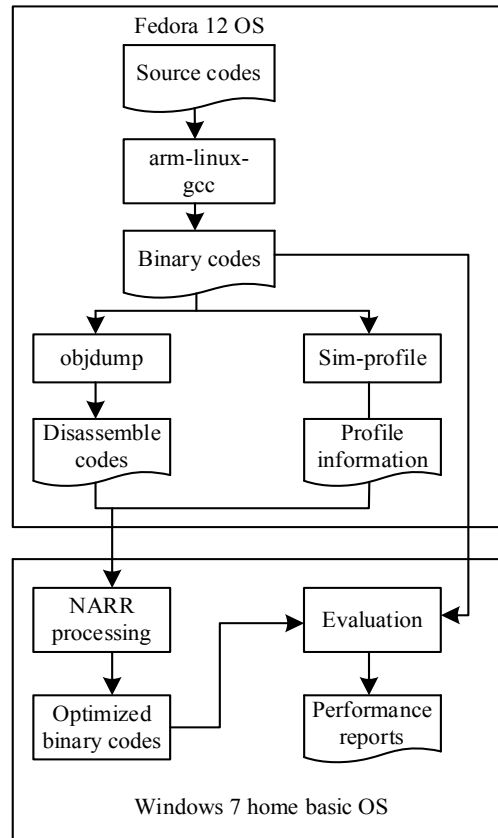 Fedora 12 OS
Source codes
arm-linux-
gcc
Binary codes
objdump
Sim-profile
Disassemble
codes
Profile
information
NARR
processing
Evaluation
Optimized
binary codes
Performance
reports
Windows 7 home basic OS